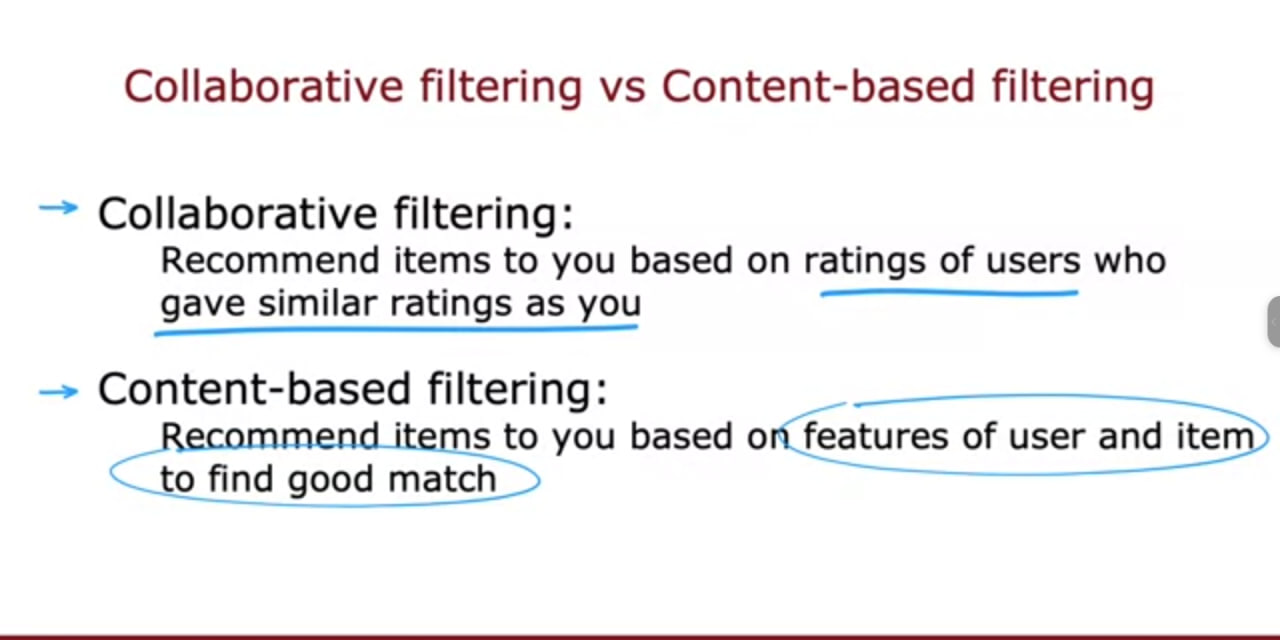 Collaborative filtering vs Content-based filtering
→ Collaborative filtering:
Recommend items to you based on ratings of users who
gave similar ratings as you
→ Content-based filtering:
Recommend items to you based on features of user and item
to find good match